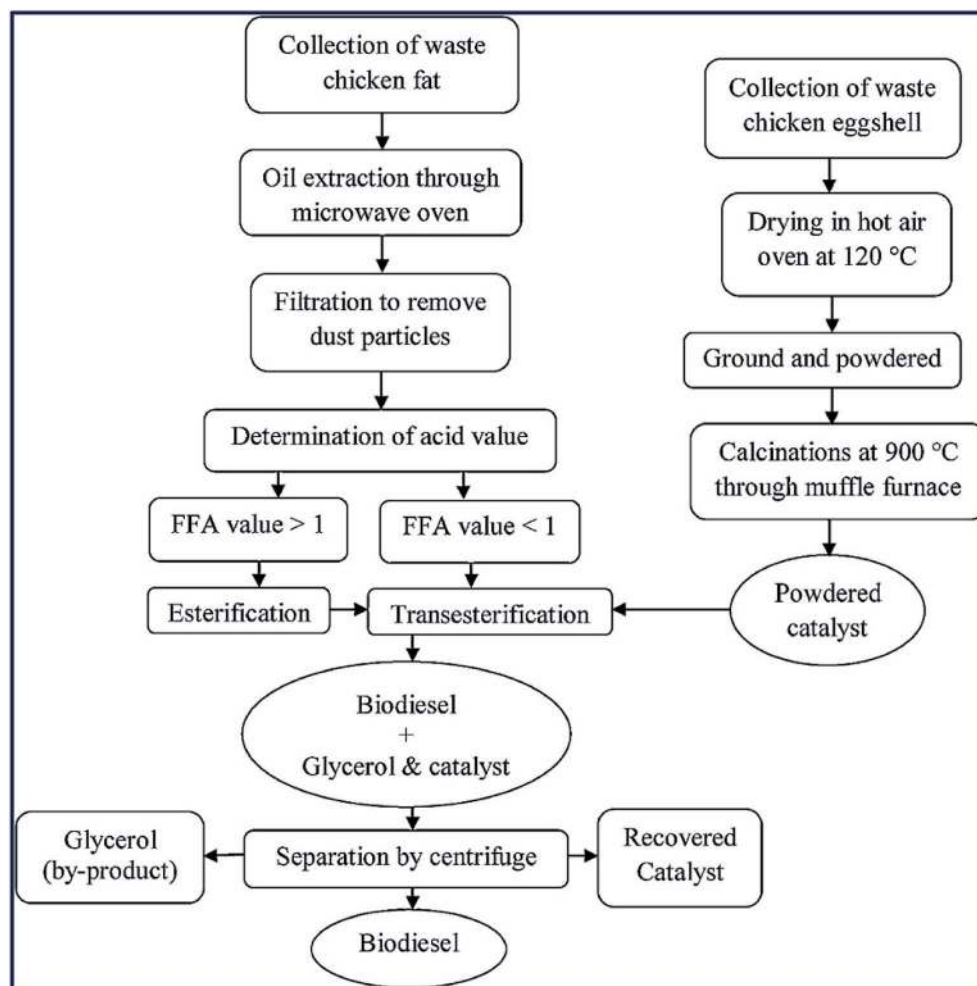 Collection of waste
chicken fat
Oil extraction through
microwave oven
Filtration to remove
dust particles
Determination of acid value
FFA value > 1
FFA value < 1
Esterification
Transesterification
Collection of waste
chicken eggshell
Drying in hot air
oven at 120 °C
Ground and powdered
Calcinations at 900 °C
through muffle furnace
Powdered
catalyst
Biodiesel
+
Glycerol & catalyst
Glycerol
(by-product)
Separation by centrifuge
Recovered
Catalyst
Biodiesel